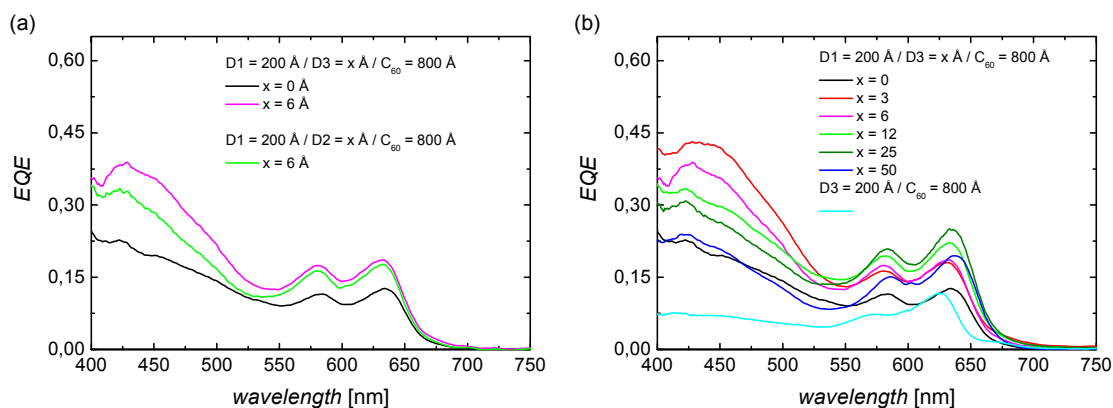 (a)
EQE
0,60
0,45
0,30
0,15
0,00
D1 = 200 Å / D3 = x Å / C60 = 800 Å
x = 0 Å
x = 6 Å
D1 = 200 Å / D2 = x Å / C60 = 800 Å
x = 6 Å
400 450 500 550 600 650 700 750
wavelength [nm]
(b)
EQE
0,60
0,45
0,30
0,15
0,00
D1 = 200 Å / D3 = x Å / C60 = 800 Å
x = 0
x = 3
x = 6
x = 12
x = 25
x = 50
D3 = 200 Å / C60 = 800 Å
400 450 500 550 600 650 700 750
wavelength [nm]